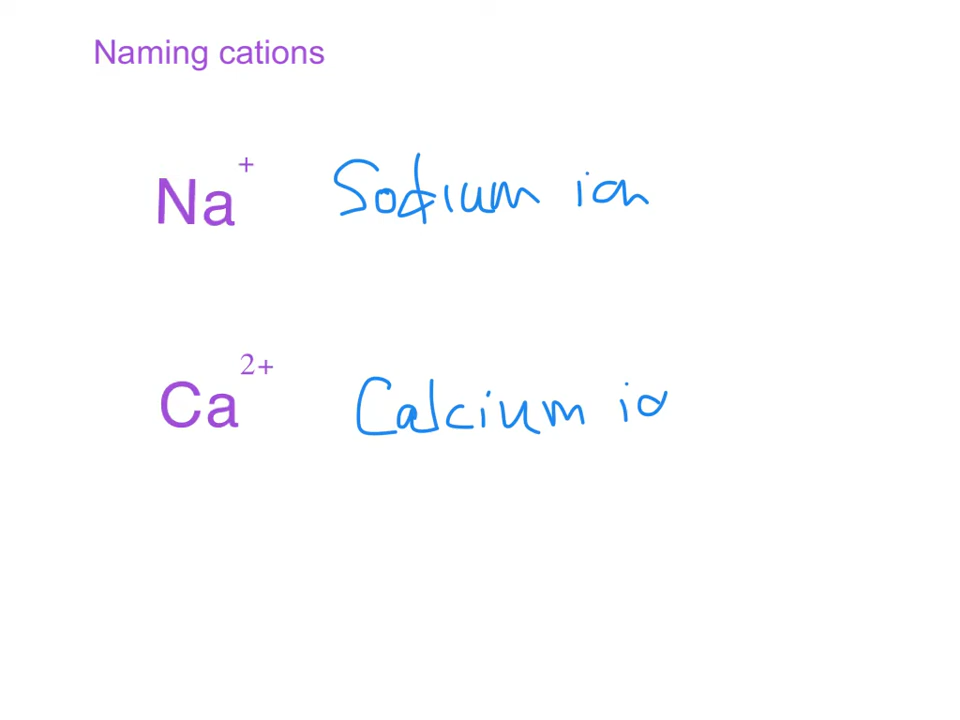 Naming cations
Na⁺ Sodium ion
Ca²⁺ Calcium io